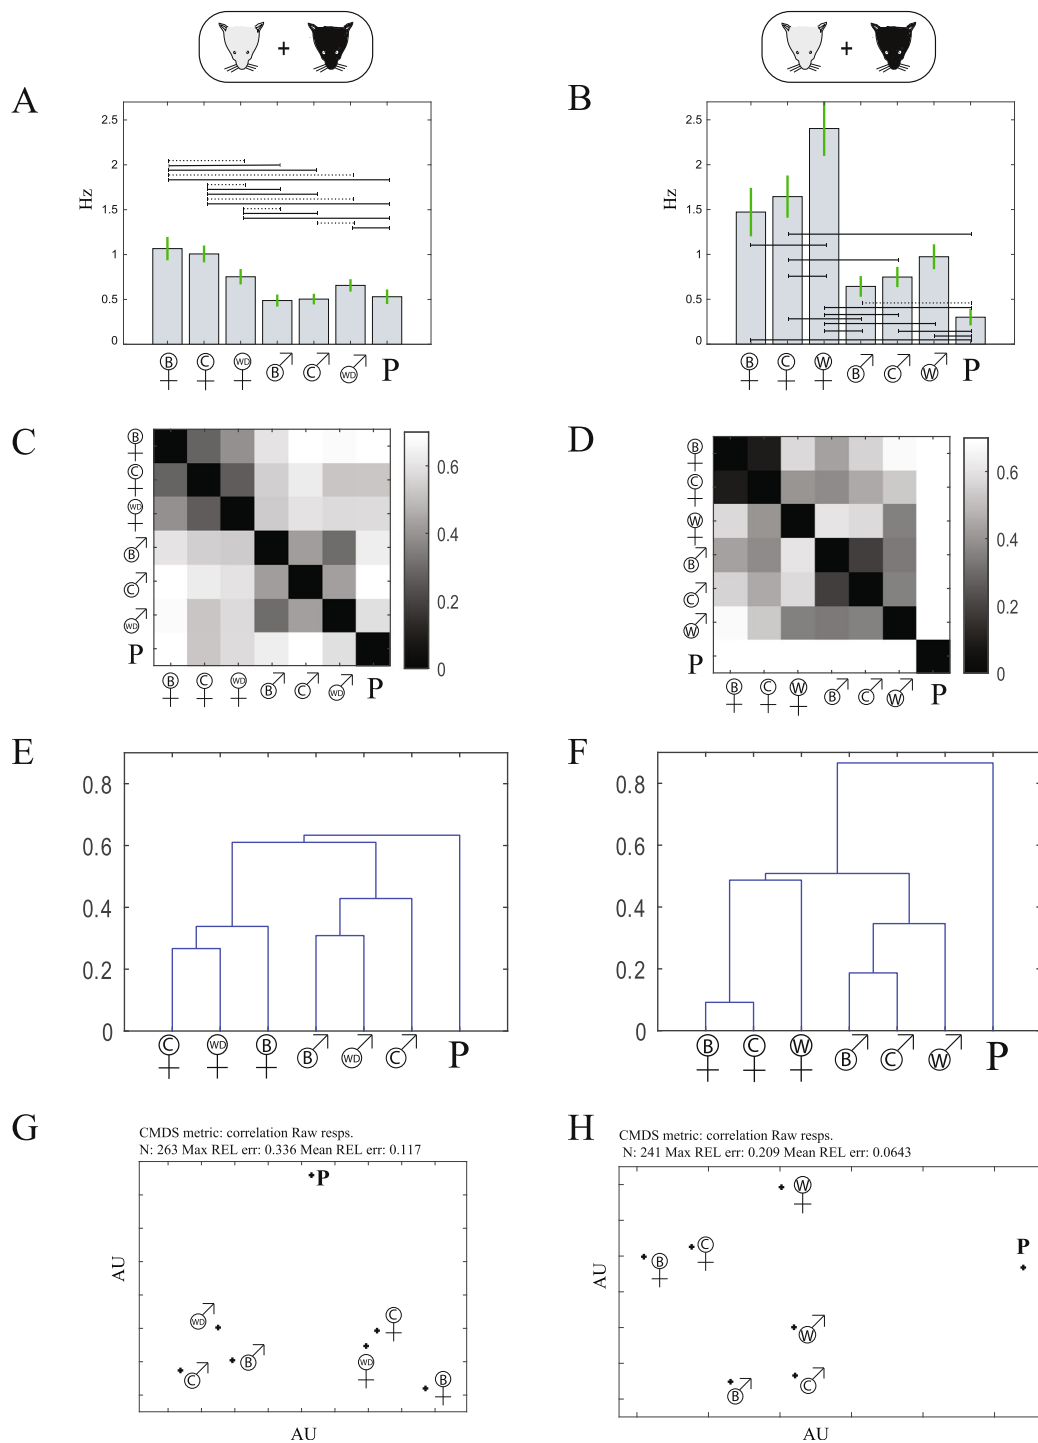 + +
A B
2.5 2.5
2 2
Hz 1.5 Hz 1.5
1 1
0.5 0.5
0 0
B C WD B C WD P B C W B C W P
C D
B C WD B C WD P 0.6 0.4 0.2 0
B C W B C W P 0.6 0.4 0.2 0
B C WD B C WD P B C W B C W P
E F
0.8 0.8
0.6 0.6
0.4 0.4
0.2 0.2
0 0
C WD B B WD C P B C W B C W P
G
CMDS metric: correlation Raw resps.
N: 263 Max REL err: 0.336 Mean REL err: 0.117
P
AU
WD C
B WD
C B
AU
H
CMDS metric: correlation Raw resps.
N: 241 Max REL err: 0.209 Mean REL err: 0.0643
W
C P
B
AU
W
B C
AU